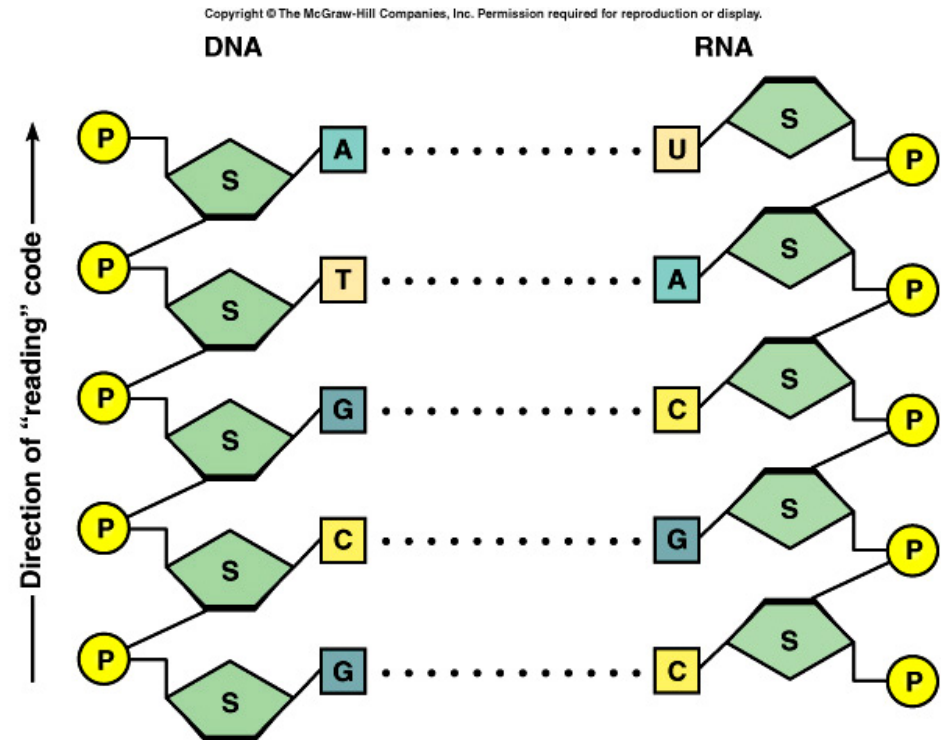 Copyright © The McGraw-Hill Companies, Inc. Permission required for reproduction or display.
DNA RNA
Direction of “reading” code
P S A U S P
P S T A S P
P S G C S P
P S C G S P
P S G C S P